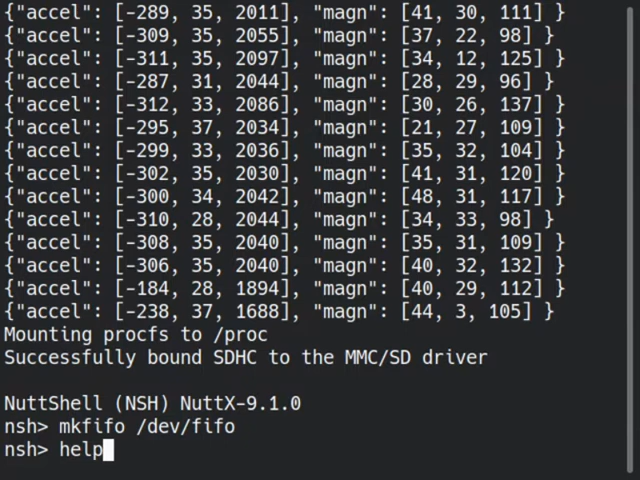 {"accel": [-289, 35, 2011], "magn": [41, 30, 111] }
{"accel": [-309, 35, 2055], "magn": [37, 22, 98] }
{"accel": [-311, 35, 2097], "magn": [34, 12, 125] }
{"accel": [-287, 31, 2044], "magn": [28, 29, 96] }
{"accel": [-312, 33, 2086], "magn": [30, 26, 137] }
{"accel": [-295, 37, 2034], "magn": [21, 27, 109] }
{"accel": [-299, 33, 2036], "magn": [35, 32, 104] }
{"accel": [-302, 35, 2030], "magn": [41, 31, 120] }
{"accel": [-300, 34, 2042], "magn": [48, 31, 117] }
{"accel": [-310, 28, 2044], "magn": [34, 33, 98] }
{"accel": [-308, 35, 2040], "magn": [35, 31, 109] }
{"accel": [-306, 35, 2040], "magn": [40, 32, 132] }
{"accel": [-184, 28, 1894], "magn": [40, 29, 112] }
{"accel": [-238, 37, 1688], "magn": [44, 3, 105] }
Mounting procfs to /proc
Successfully bound SDHC to the MMC/SD driver
NuttShell (NSH) NuttX-9.1.0
nsh> mkfifo /dev/fifo
nsh> help